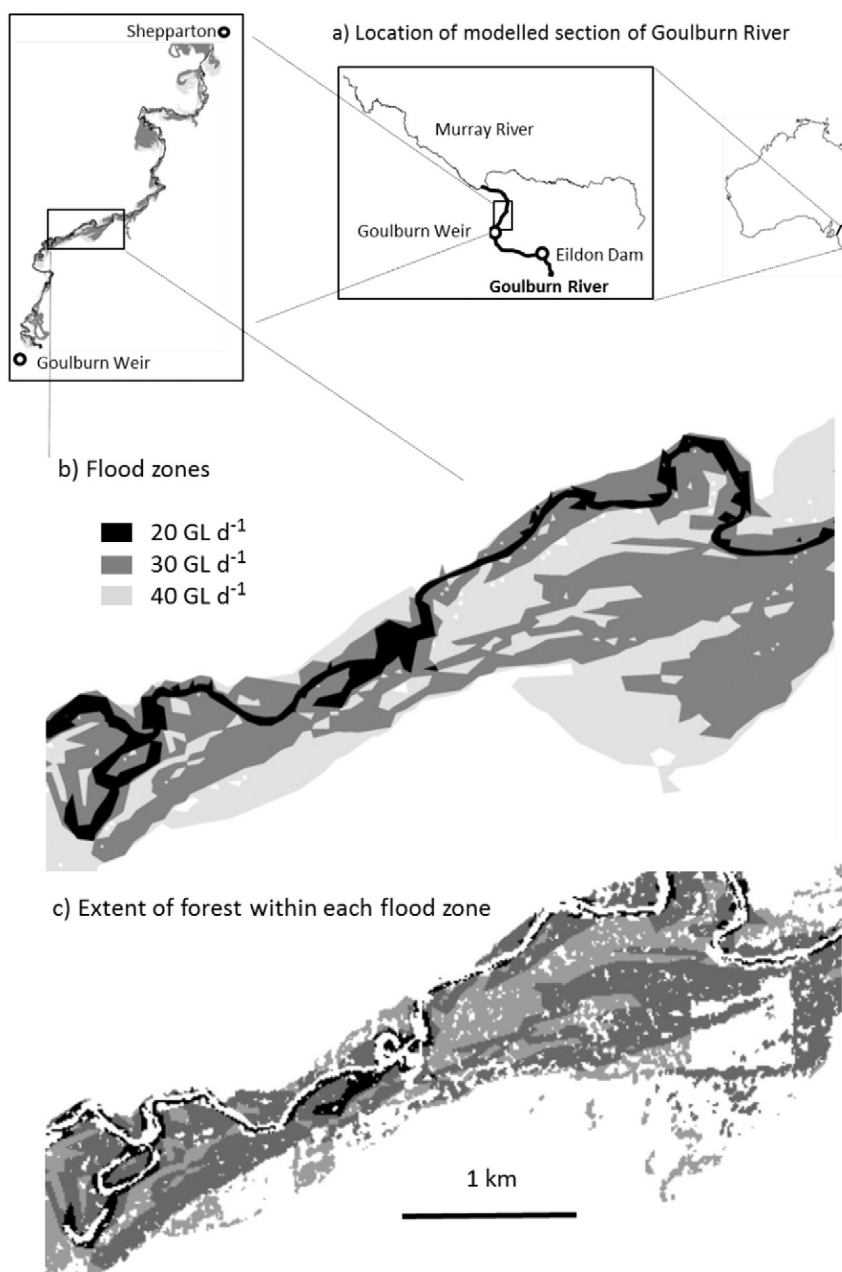 Shepparton
a) Location of modelled section of Goulburn River
Murray River
Goulburn Weir
Eildon Dam
Goulburn River
Goulburn Weir
b) Flood zones
20 GL d⁻¹
30 GL d⁻¹
40 GL d⁻¹
c) Extent of forest within each flood zone
1 km